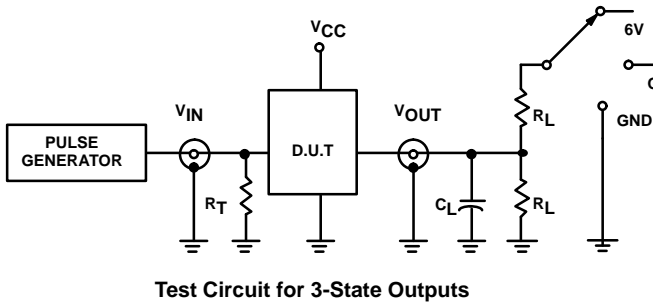 6V
VCC
O
VIN
VOUT
RL
GND
PULSE
GENERATOR
D.U.T
RT
CL
RL
Test Circuit for 3-State Outputs